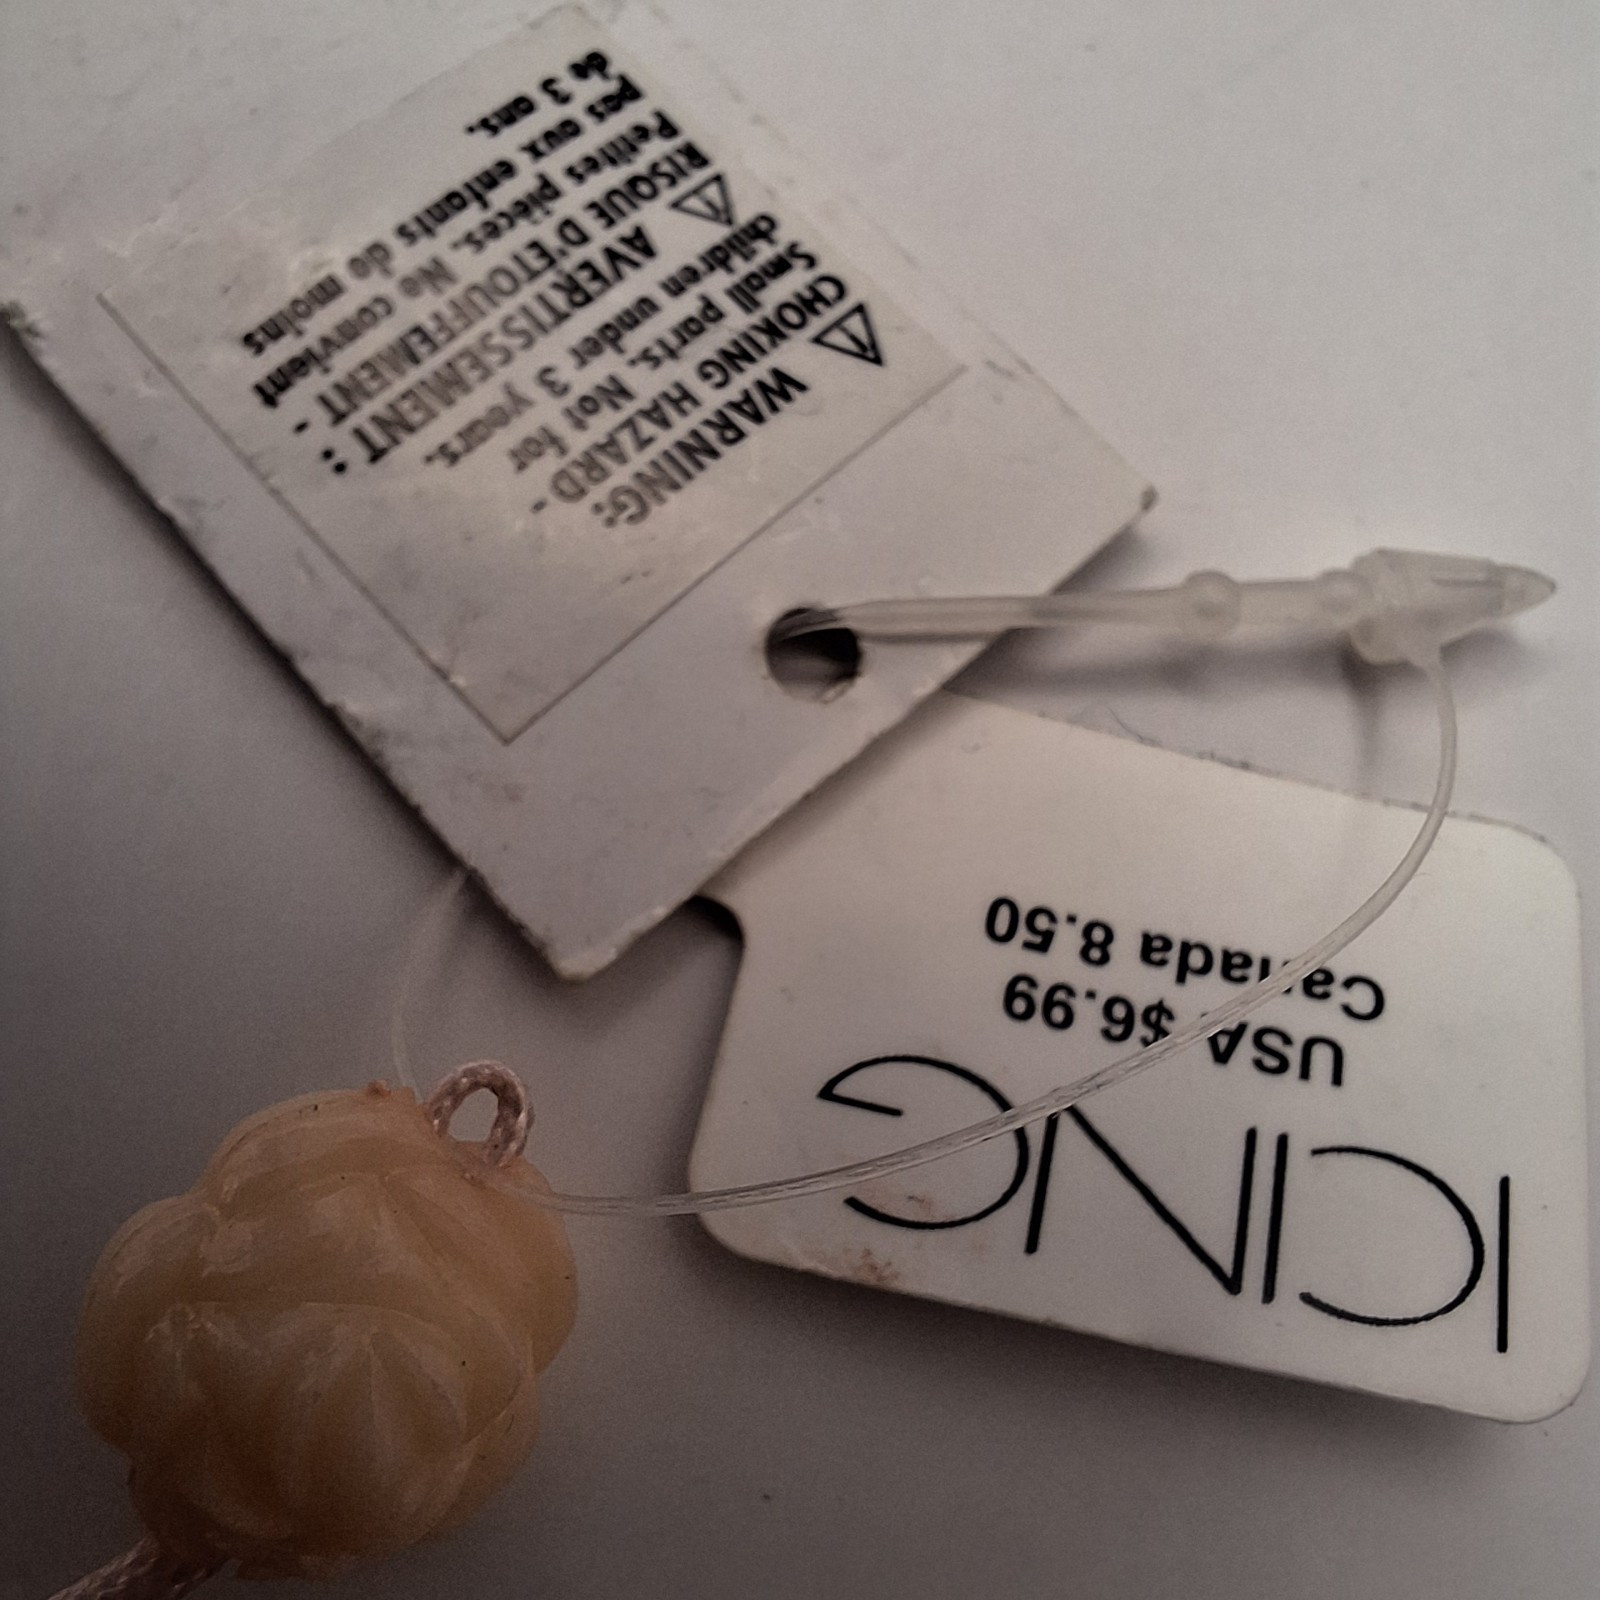 WARNING:
CHOKING HAZARD -
Small parts. Not for
children under 3 years.
AVERTISSEMENT :
RISQUE D'ETOUFFEMENT -
Petites pièces. Ne convient
pas aux enfants de moins
de 3 ans.
ICING
USA $6.99
Canada 8.50